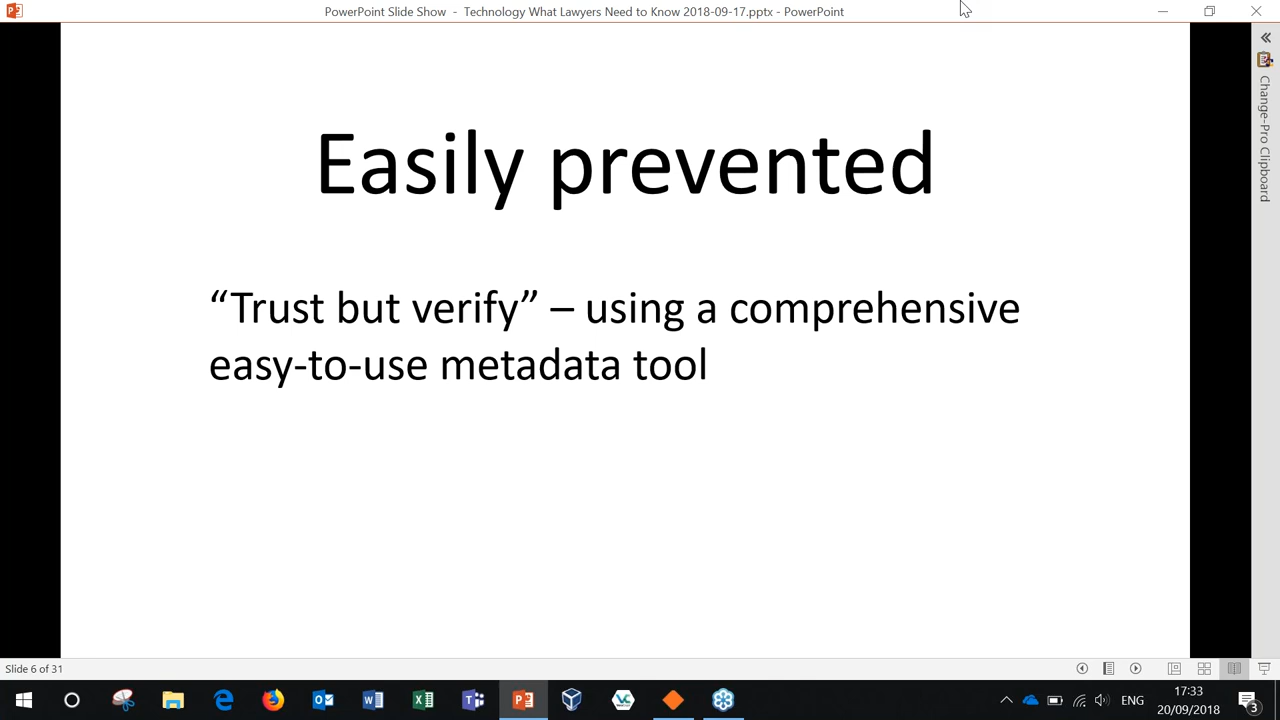 PowerPoint Slide Show - Technology What Lawyers Need to Know 2018-09-17.pptx - PowerPoint
Change-Pro Clipboard
Easily prevented
“Trust but verify” – using a comprehensive
easy-to-use metadata tool
Slide 6 of 31
ENG
17:33
20/09/2018
3